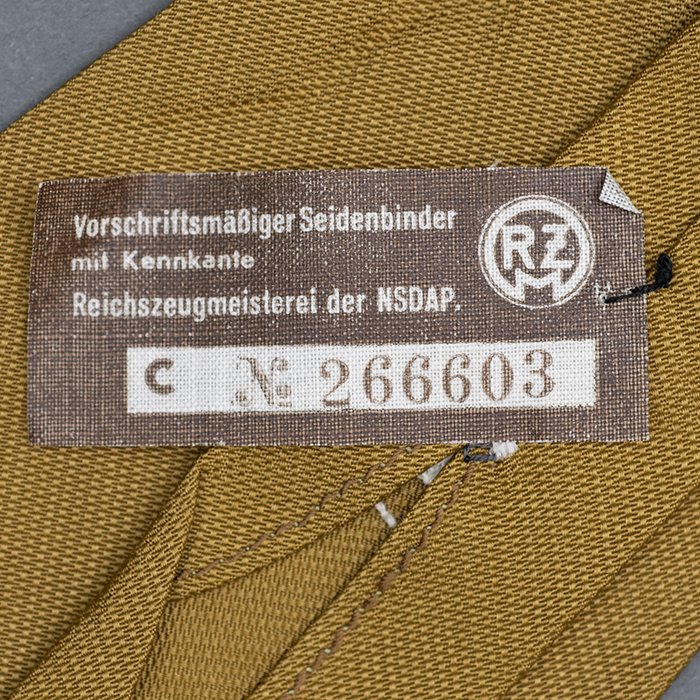 Vorschriftsmäßiger Seidenbinder
mit Kennkante
Reichszeugmeisterei der NSDAP.
RZM
C № 266603